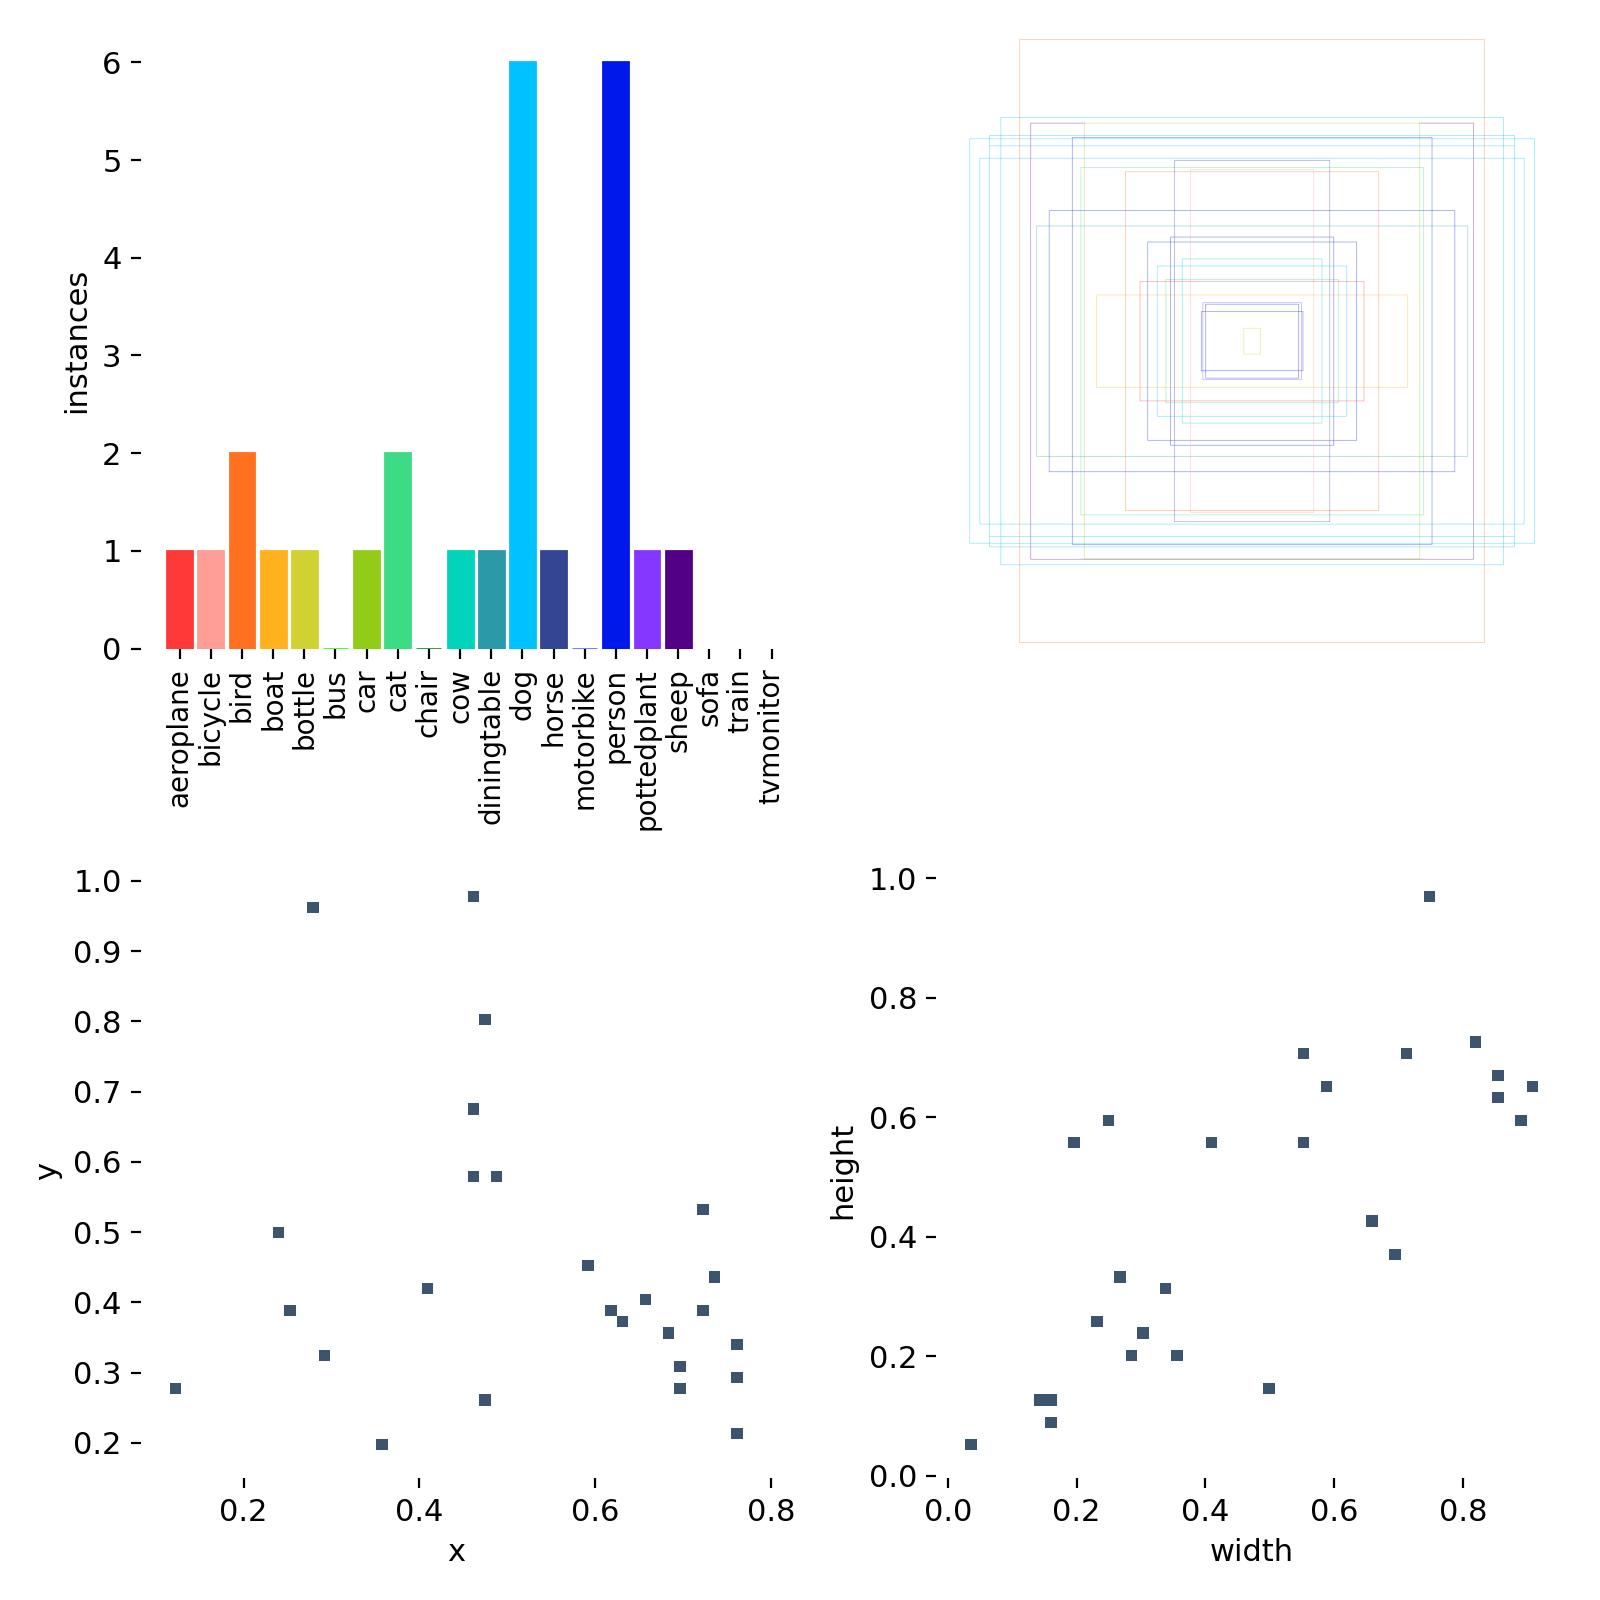 6
5
4
3
2
1
0
instances
aeroplane
bicycle
bird
boat
bottle
bus
car
cat
chair
cow
diningtable
dog
horse
motorbike
person
pottedplant
sheep
sofa
train
tvmonitor
1.0
0.9
0.8
0.7
0.6
0.5
0.4
0.3
0.2
y
0.2 0.4 0.6 0.8
x
1.0
0.8
0.6
0.4
0.2
0.0
height
0.0 0.2 0.4 0.6 0.8
width